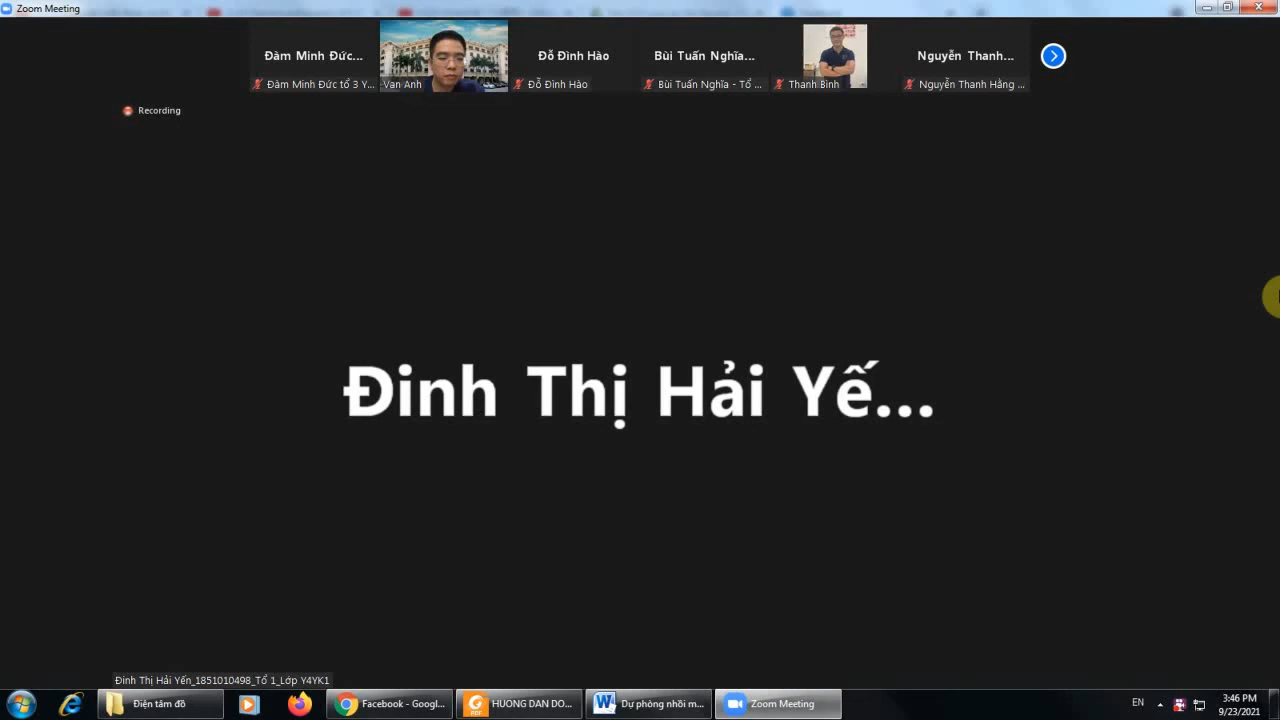 Zoom Meeting
Đàm Minh Đức...
Đỗ Đình Hào
Bùi Tuấn Nghĩa...
Nguyễn Thanh...
Đàm Minh Đức tổ 3 Y...
Van Anh
Đỗ Đình Hào
Bùi Tuấn Nghĩa - Tổ ...
Thanh Bình
Nguyễn Thanh Hằng ...
Recording
Đinh Thị Hải Yế...
Đinh Thị Hải Yến_1851010498_Tổ 1_Lớp Y4YK1
Điện tâm đồ
Facebook - Googl...
HUONG DAN DO...
Dự phòng nhồi m...
Zoom Meeting
EN
3:46 PM
9/23/2021